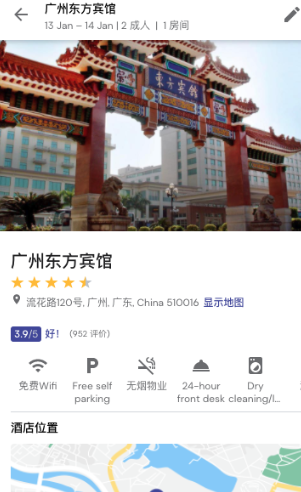 广州东方宾馆
13 Jan – 14 Jan | 2 成人 | 1 房间
東方賓館
广州东方宾馆
流花路120号, 广州, 广东, China 510016 显示地图
3.9/5 好! (952 评价)
免费Wifi
Free self parking
无烟物业
24-hour front desk
Dry cleaning/l...
酒店位置